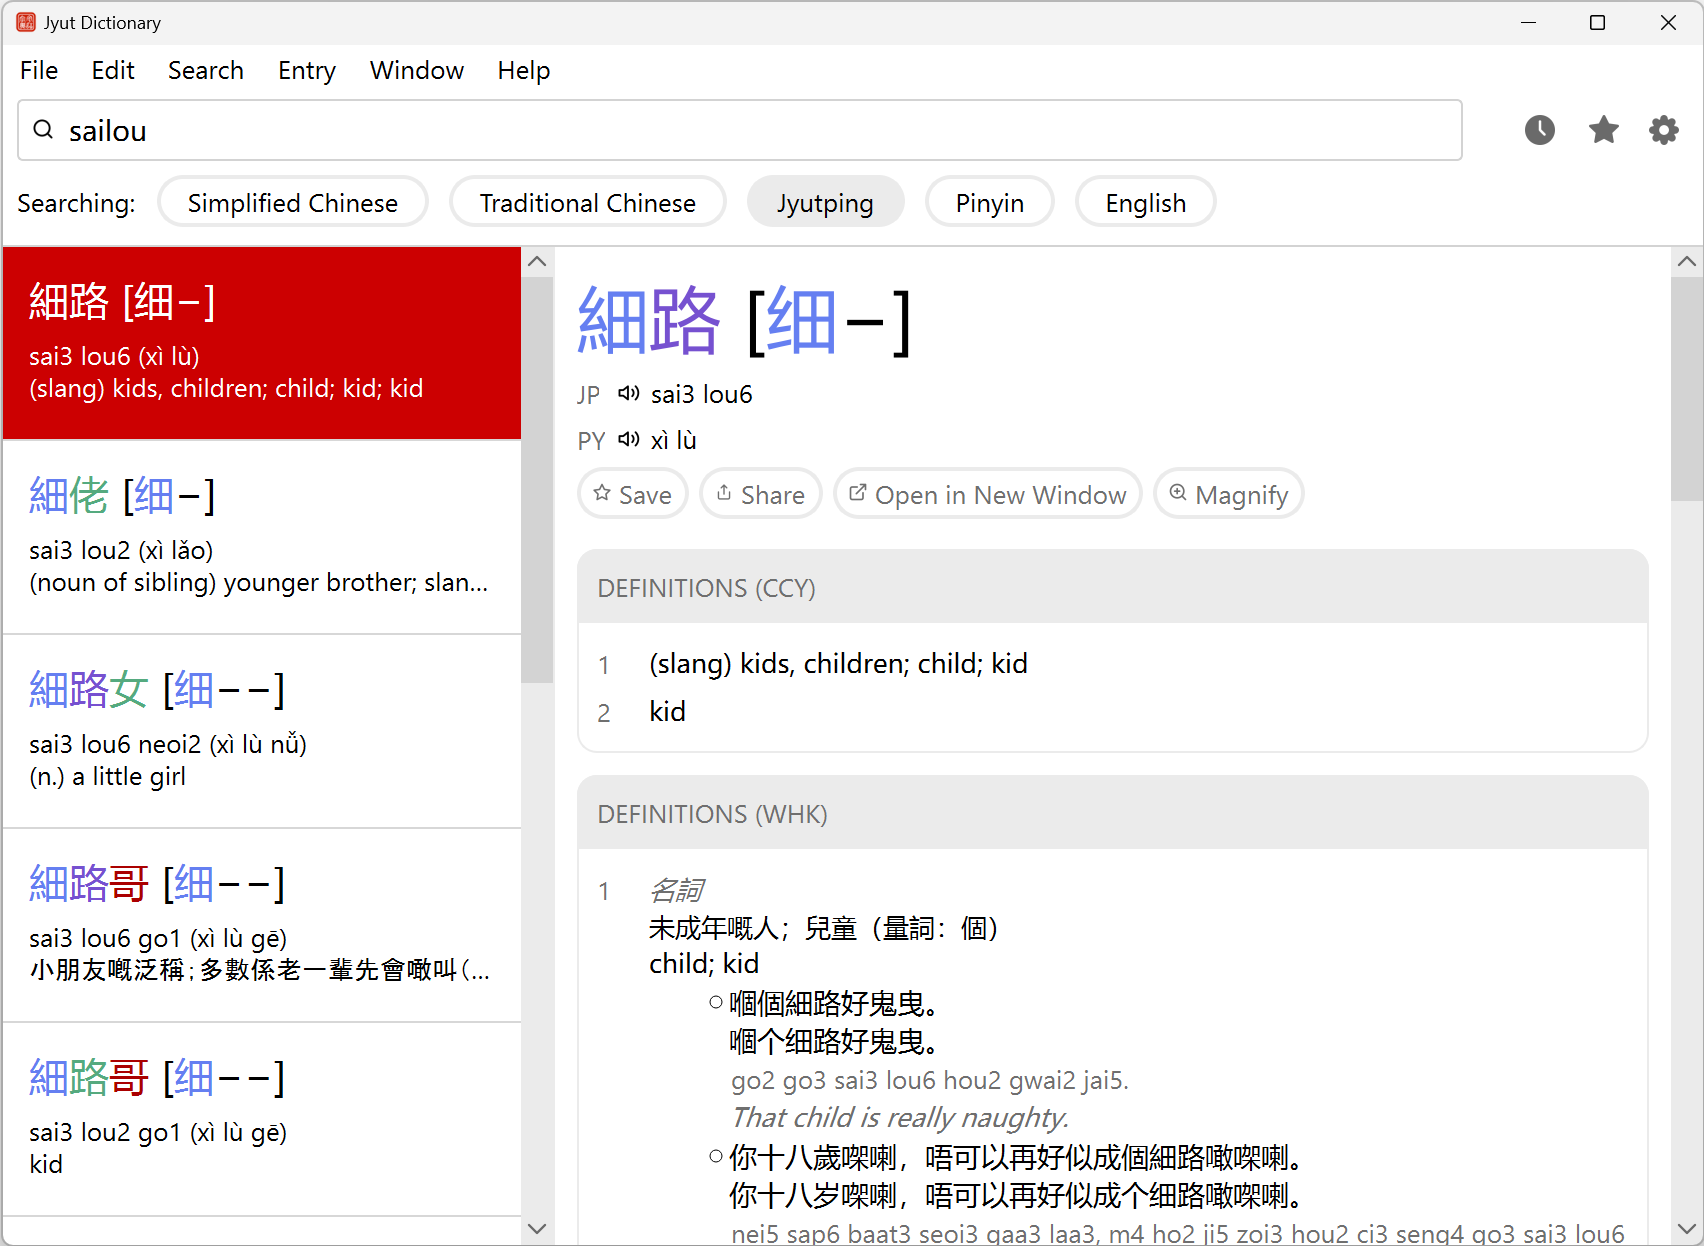 Jyut Dictionary
File Edit Search Entry Window Help
sailou
Searching: Simplified Chinese Traditional Chinese Jyutping Pinyin English
細路 [细–]
sai3 lou6 (xì lù)
(slang) kids, children; child; kid; kid
細佬 [细–]
sai3 lou2 (xì lǎo)
(noun of sibling) younger brother; slan...
細路女 [细––]
sai3 lou6 neoi2 (xì lù nǚ)
(n.) a little girl
細路哥 [细––]
sai3 lou6 go1 (xì lù gē)
小朋友嘅泛稱;多數係老一輩先會噉叫(...
細路哥 [细––]
sai3 lou2 go1 (xì lù gē)
kid
細路 [细–]
JP sai3 lou6
PY xì lù
Save Share Open in New Window Magnify
DEFINITIONS (CCY)
1 (slang) kids, children; child; kid
2 kid
DEFINITIONS (WHK)
1 名詞
未成年嘅人；兒童（量詞：個）
child; kid
嗰個細路好鬼曳。
嗰个细路好鬼曳。
go2 go3 sai3 lou6 hou2 gwai2 jai5.
That child is really naughty.
你十八歲㗎喇，唔可以再好似成個細路噉㗎喇。
你十八岁㗎喇，唔可以再好似成个细路噉㗎喇。
nei5 sap6 baat3 seoi3 gaa3 laa3, m4 ho2 ji5 zoi3 hou2 ci3 seng4 go3 sai3 lou6